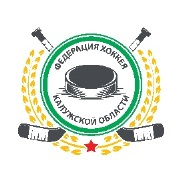 ФЕДЕРАЦИЯ ХОККЕЯ
КАЛУЖСКОЙ ОБЛАСТИ